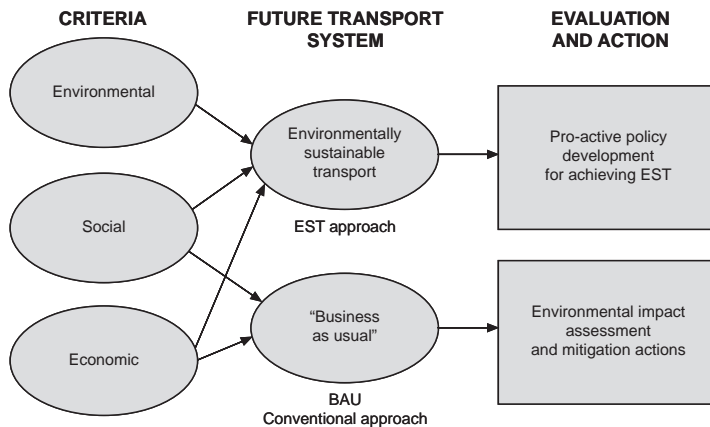 CRITERIA
FUTURE TRANSPORT
SYSTEM
EVALUATION
AND ACTION
Environmental
Social
Economic
Environmentally
sustainable
transport
EST approach
“Business
as usual”
BAU
Conventional approach
Pro-active policy
development
for achieving EST
Environmental impact
assessment
and mitigation actions